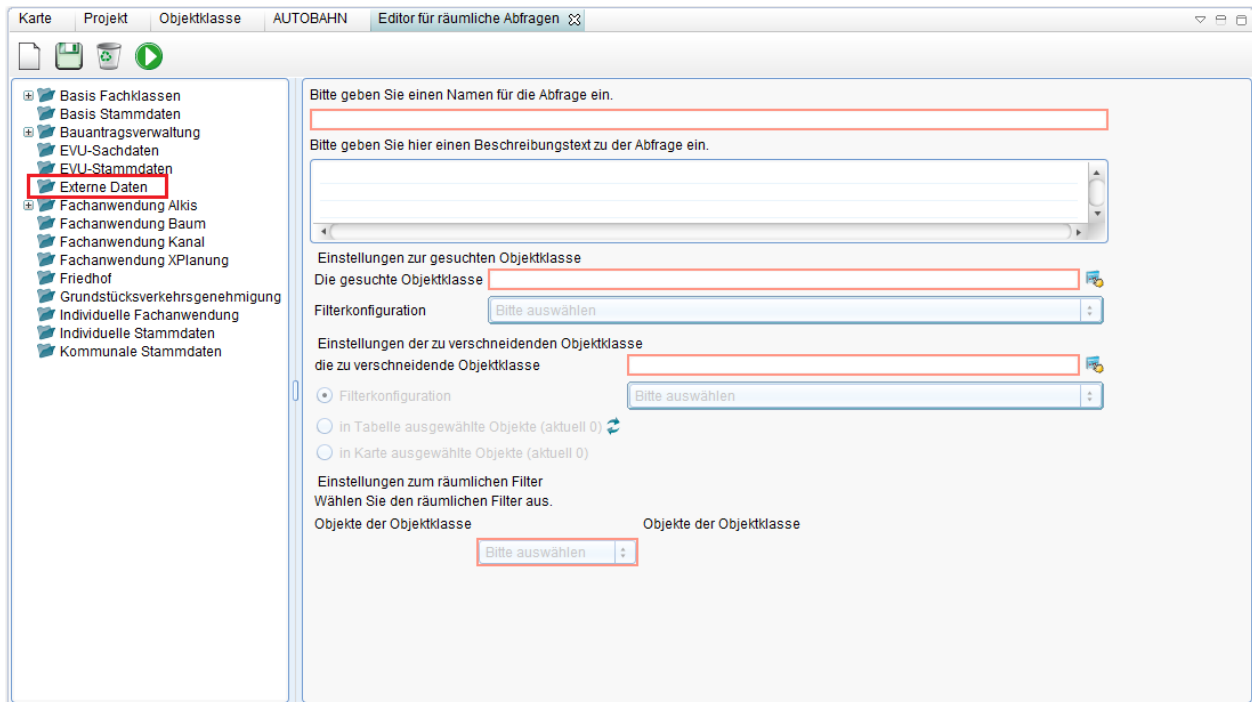 Karte Projekt Objektklasse AUTOBAHN Editor für räumliche Abfragen
Basis Fachklassen
Basis Stammdaten
Bauantragsverwaltung
EVU-Sachdaten
EVU-Stammdaten
Externe Daten
Fachanwendung Alkis
Fachanwendung Baum
Fachanwendung Kanal
Fachanwendung XPlanung
Friedhof
Grundstücksverkehrsgenehmigung
Individuelle Fachanwendung
Individuelle Stammdaten
Kommunale Stammdaten
Bitte geben Sie einen Namen für die Abfrage ein.
Bitte geben Sie hier einen Beschreibungstext zu der Abfrage ein.
Einstellungen zur gesuchten Objektklasse
Die gesuchte Objektklasse
Filterkonfiguration Bitte auswählen
Einstellungen der zu verschneidenden Objektklasse
die zu verschneidende Objektklasse
Filterkonfiguration Bitte auswählen
in Tabelle ausgewählte Objekte (aktuell 0)
in Karte ausgewählte Objekte (aktuell 0)
Einstellungen zum räumlichen Filter
Wählen Sie den räumlichen Filter aus.
Objekte der Objektklasse Objekte der Objektklasse
Bitte auswählen